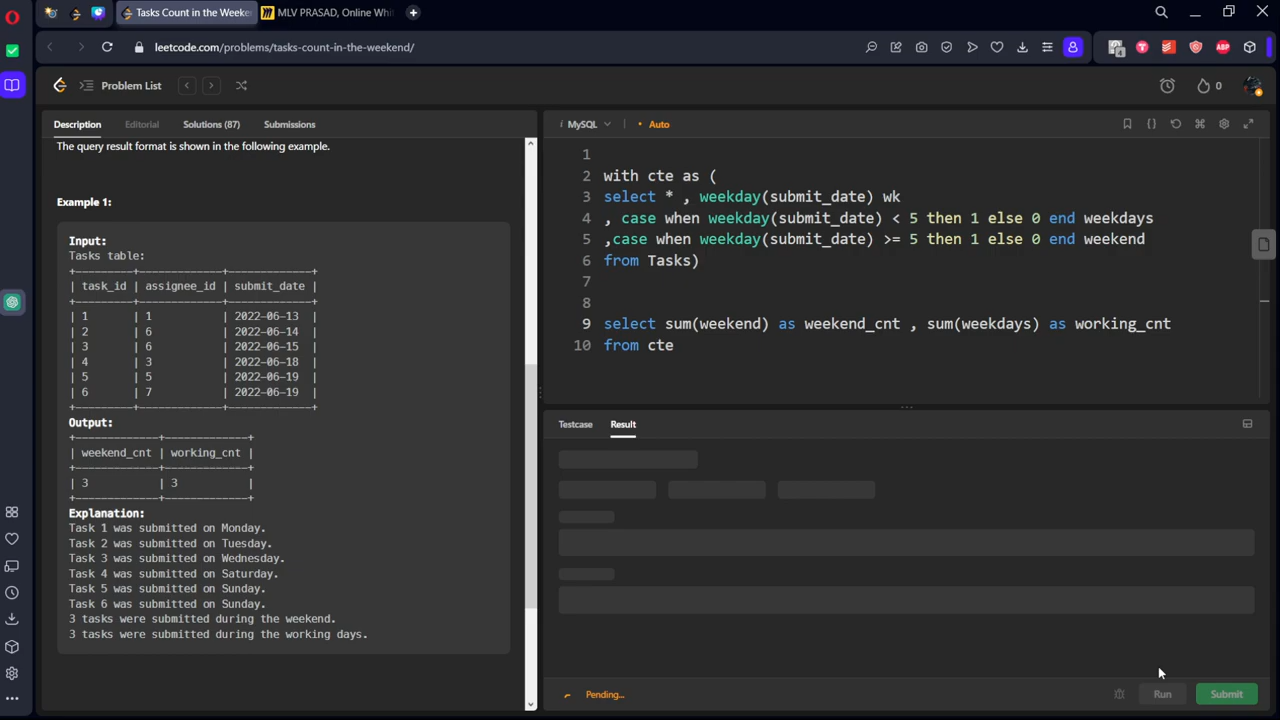 Tasks Count in the Weeke
MLV PRASAD, Online Whi
leetcode.com/problems/tasks-count-in-the-weekend/
4
ABP
Problem List
0
Description
Editorial
Solutions (87)
Submissions
The query result format is shown in the following example.
Example 1:
Input:
Tasks table:
+---------+-------------+-------------+
| task_id | assignee_id | submit_date |
+---------+-------------+-------------+
| 1       | 1           | 2022-06-13  |
| 2       | 6           | 2022-06-14  |
| 3       | 6           | 2022-06-15  |
| 4       | 3           | 2022-06-18  |
| 5       | 5           | 2022-06-19  |
| 6       | 7           | 2022-06-19  |
+---------+-------------+-------------+
Output:
+-------------+-------------+
| weekend_cnt | working_cnt |
+-------------+-------------+
| 3           | 3           |
+-------------+-------------+
Explanation:
Task 1 was submitted on Monday.
Task 2 was submitted on Tuesday.
Task 3 was submitted on Wednesday.
Task 4 was submitted on Saturday.
Task 5 was submitted on Sunday.
Task 6 was submitted on Sunday.
3 tasks were submitted during the weekend.
3 tasks were submitted during the working days.
i MySQL
• Auto
1
2 with cte as (
3 select * , weekday(submit_date) wk
4 , case when weekday(submit_date) < 5 then 1 else 0 end weekdays
5 ,case when weekday(submit_date) >= 5 then 1 else 0 end weekend
6 from Tasks)
7
8
9 select sum(weekend) as weekend_cnt , sum(weekdays) as working_cnt
10 from cte
Testcase
Result
Pending...
Run
Submit